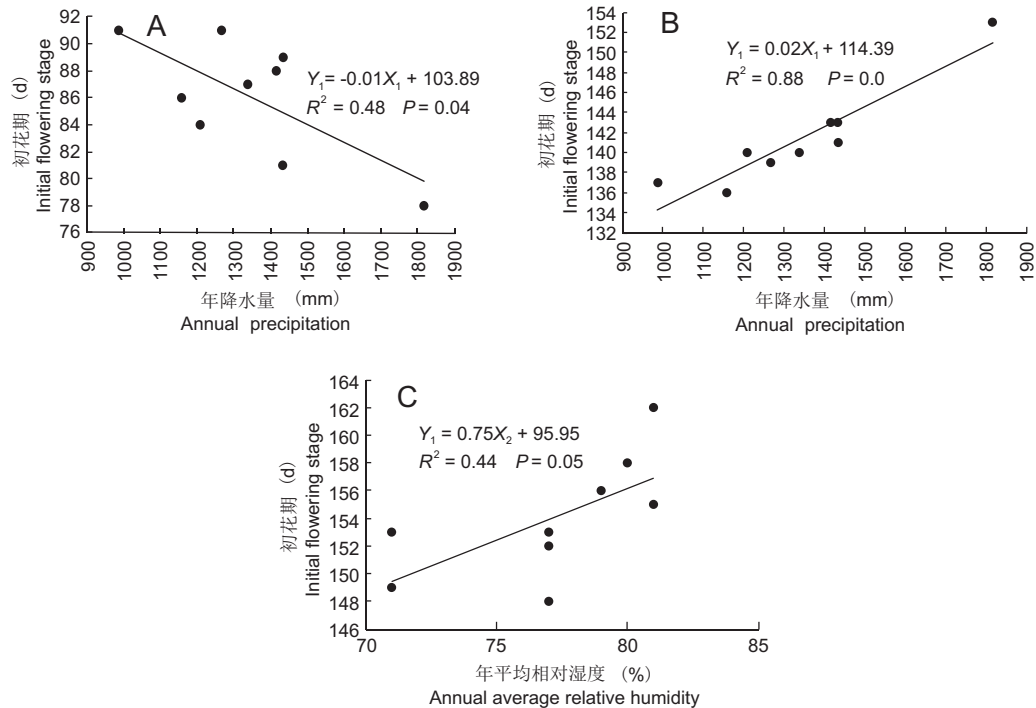 A
92
90
88
86
84
82
80
78
76
初花期 (d)
Initial flowering stage
Y₁= -0.01X₁ + 103.89
R² = 0.48 P = 0.04
900
1000
1100
1200
1300
1400
1500
1600
1700
1800
1900
年降水量 (mm)
Annual precipitation
B
154
152
150
148
146
144
142
140
138
136
134
132
初花期 (d)
Initial flowering stage
Y₁ = 0.02X₁ + 114.39
R² = 0.88 P = 0.0
900
1000
1100
1200
1300
1400
1500
1600
1700
1800
1900
年降水量 (mm)
Annual precipitation
C
164
162
160
158
156
154
152
150
148
146
初花期 (d)
Initial flowering stage
Y₁ = 0.75X₂ + 95.95
R² = 0.44 P = 0.05
70
75
80
85
年平均相对湿度 (%)
Annual average relative humidity